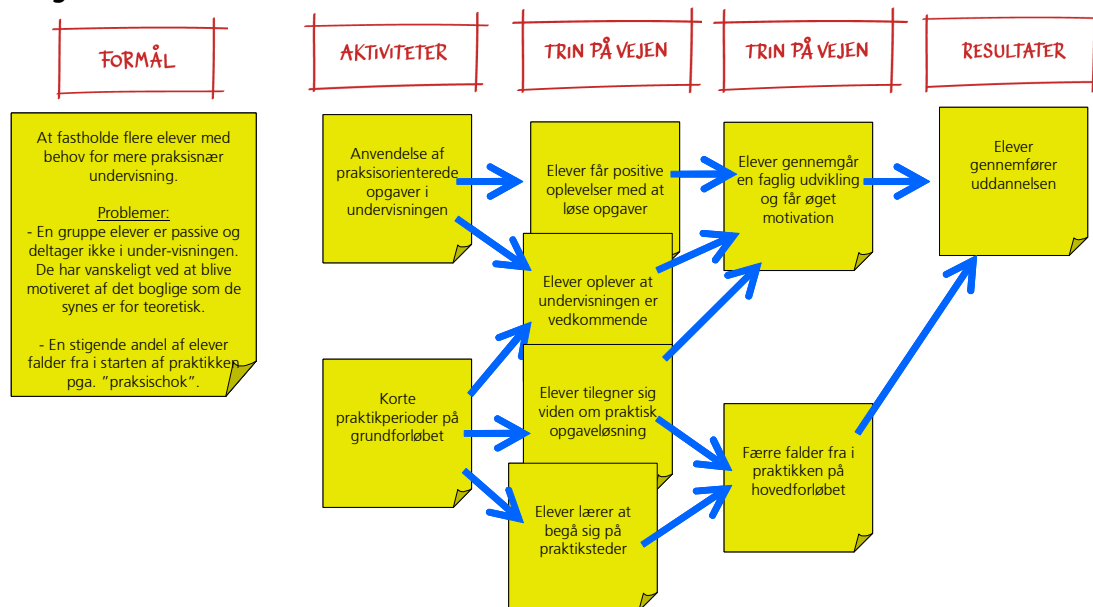 FORMÅL
AKTIVITETER
TRIN PÅ VEJEN
TRIN PÅ VEJEN
RESULTATER
At fastholde flere elever med
behov for mere praksisnær
undervisning.
Problemer:
- En gruppe elever er passive og
deltager ikke i under-visningen.
De har vanskeligt ved at blive
motiveret af det boglige som de
synes er for teoretisk.
- En stigende andel af elever
falder fra i starten af praktikken
pga. ”praksischok”.
Anvendelse af
praksisorienterede
opgaver i
undervisningen
Korte
praktikperioder på
grundforløbet
Elever får positive
oplevelser med at
løse opgaver
Elever oplever at
undervisningen er
vedkommende
Elever tilegner sig
viden om praktisk
opgaveløsning
Elever lærer at
begå sig på
praktiksteder
Elever gennemgår
en faglig udvikling
og får øget
motivation
Færre falder fra i
praktikken på
hovedforløbet
Elever
gennemfører
uddannelsen